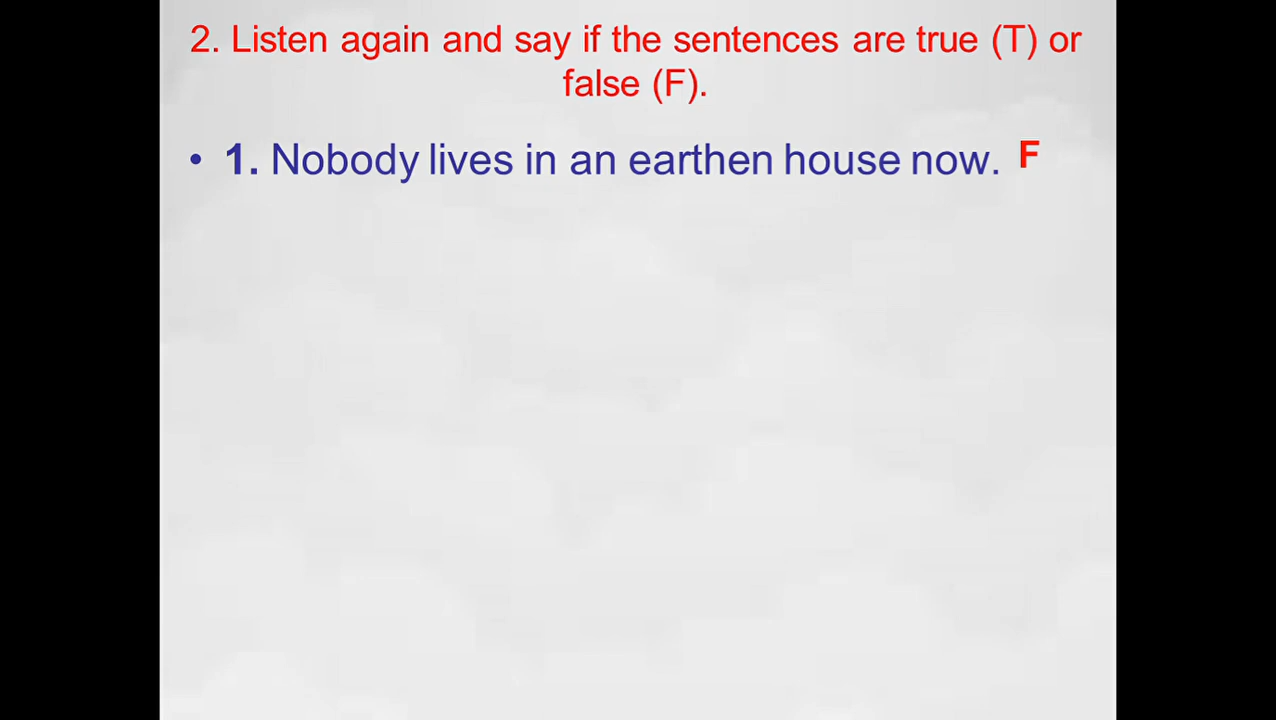 2. Listen again and say if the sentences are true (T) or
false (F).
• 1. Nobody lives in an earthen house now. F